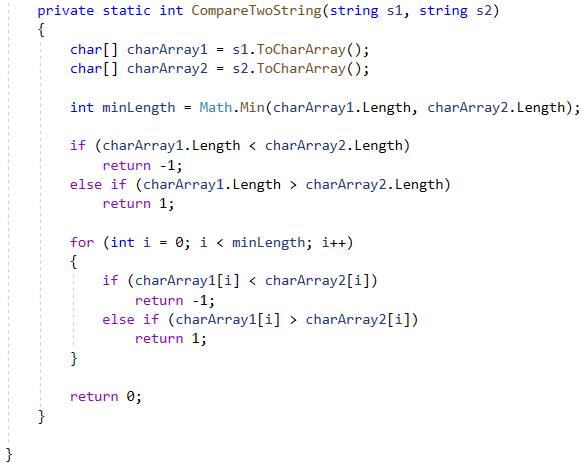 private static int CompareTwoString(string s1, string s2)
{
char[] charArray1 = s1.ToCharArray();
char[] charArray2 = s2.ToCharArray();
int minLength = Math.Min(charArray1.Length, charArray2.Length);
if (charArray1.Length < charArray2.Length)
return -1;
else if (charArray1.Length > charArray2.Length)
return 1;
for (int i = 0; i < minLength; i++)
{
if (charArray1[i] < charArray2[i])
return -1;
else if (charArray1[i] > charArray2[i])
return 1;
}
return 0;
}
}